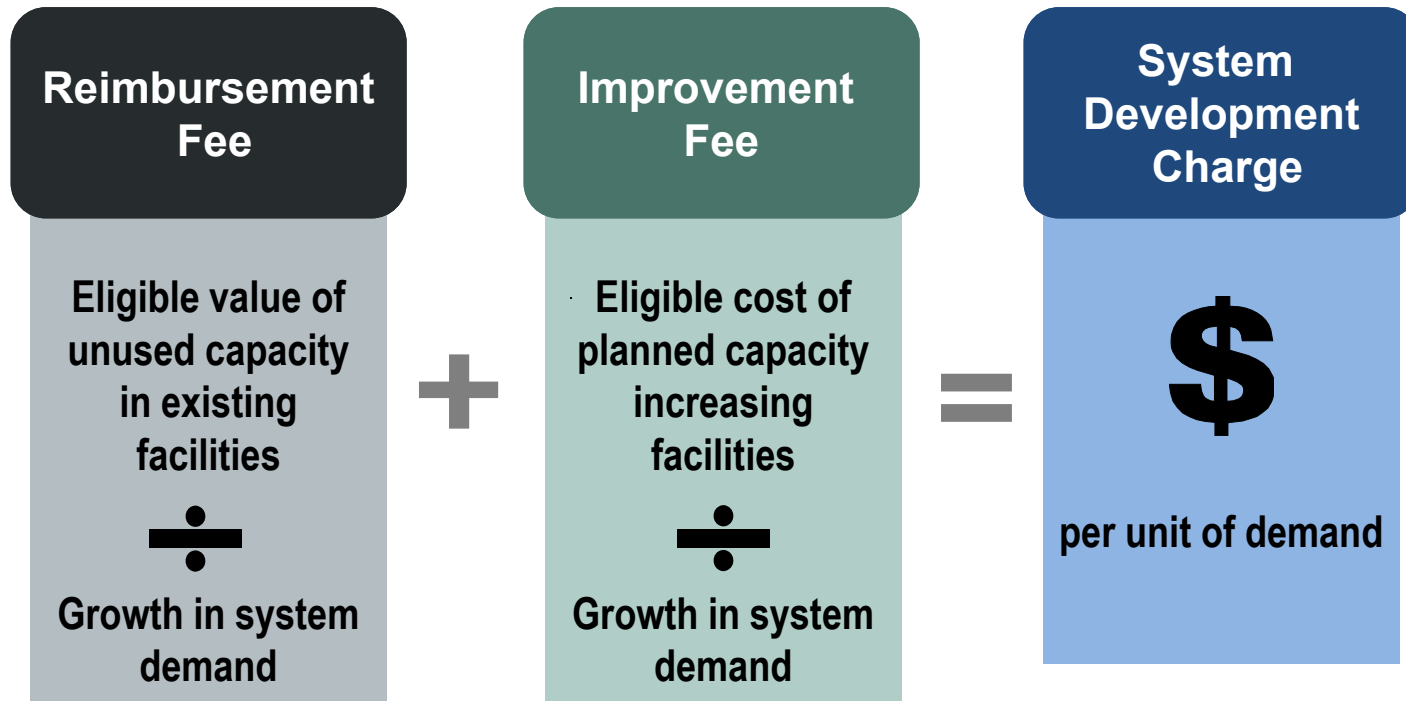 Reimbursement
Fee
Eligible value of
unused capacity
in existing
facilities
÷
Growth in system
demand
+
Improvement
Fee
Eligible cost of
planned capacity
increasing
facilities
÷
Growth in system
demand
=
System
Development
Charge
$
per unit of demand